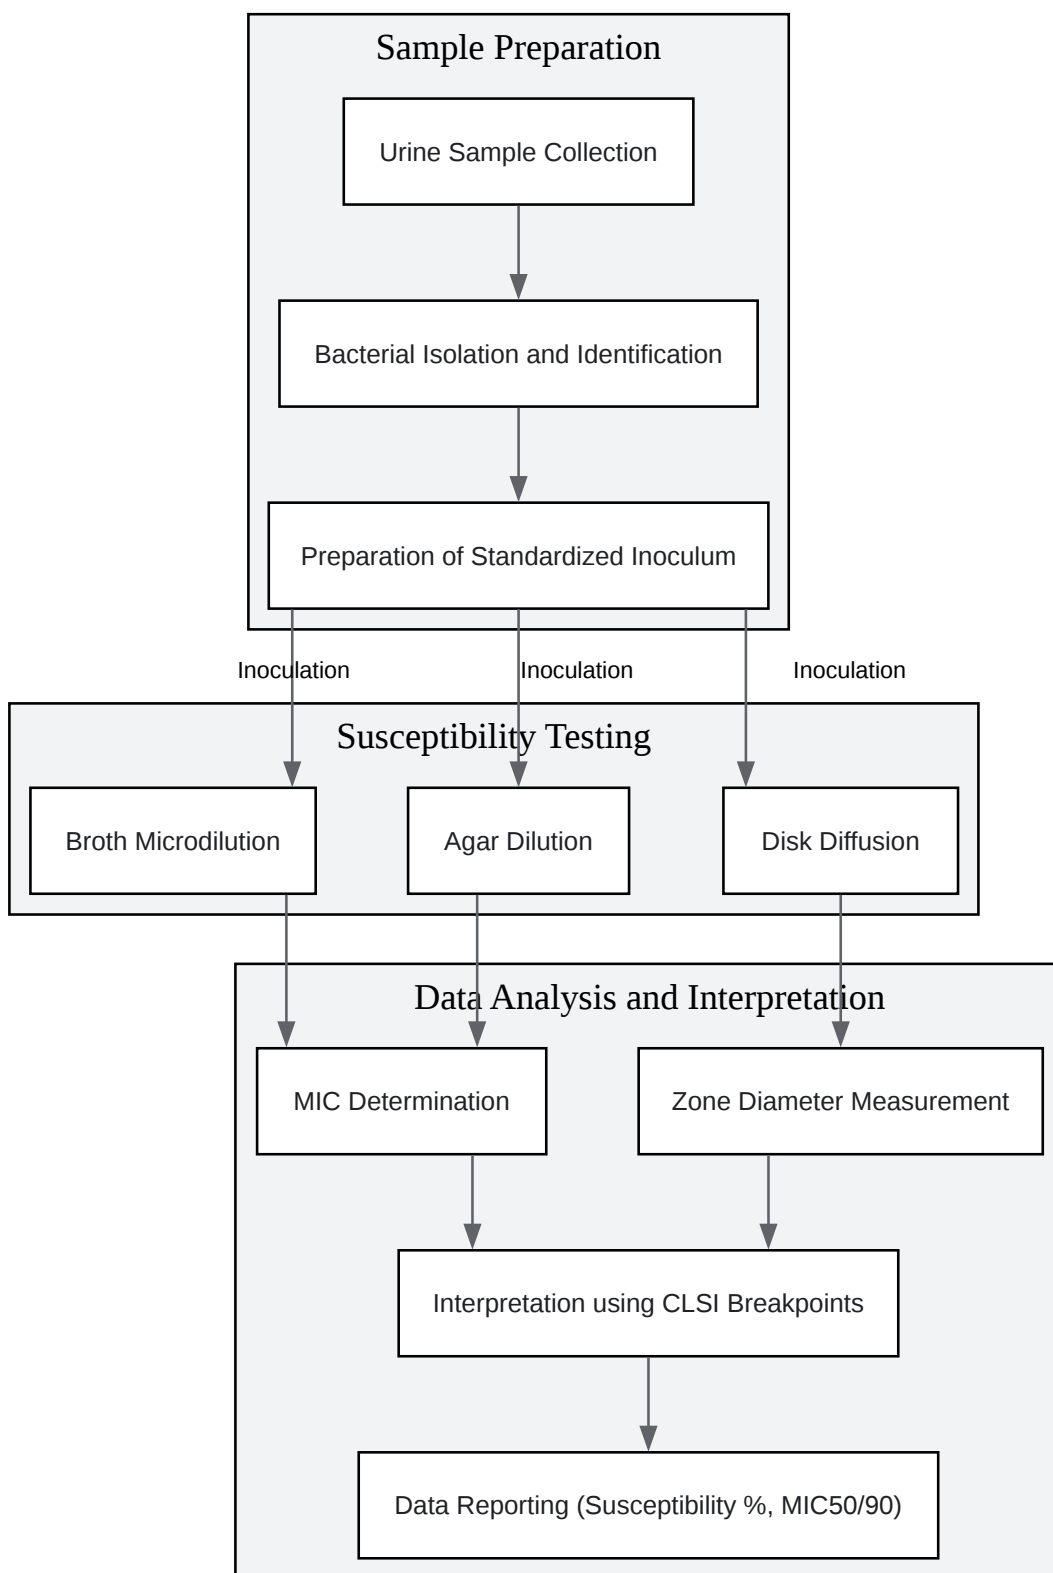 Sample Preparation
Urine Sample Collection
Bacterial Isolation and Identification
Preparation of Standardized Inoculum
Inoculation
Inoculation
Inoculation
Susceptibility Testing
Broth Microdilution
Agar Dilution
Disk Diffusion
Data Analysis and Interpretation
MIC Determination
Zone Diameter Measurement
Interpretation using CLSI Breakpoints
Data Reporting (Susceptibility %, MIC50/90)